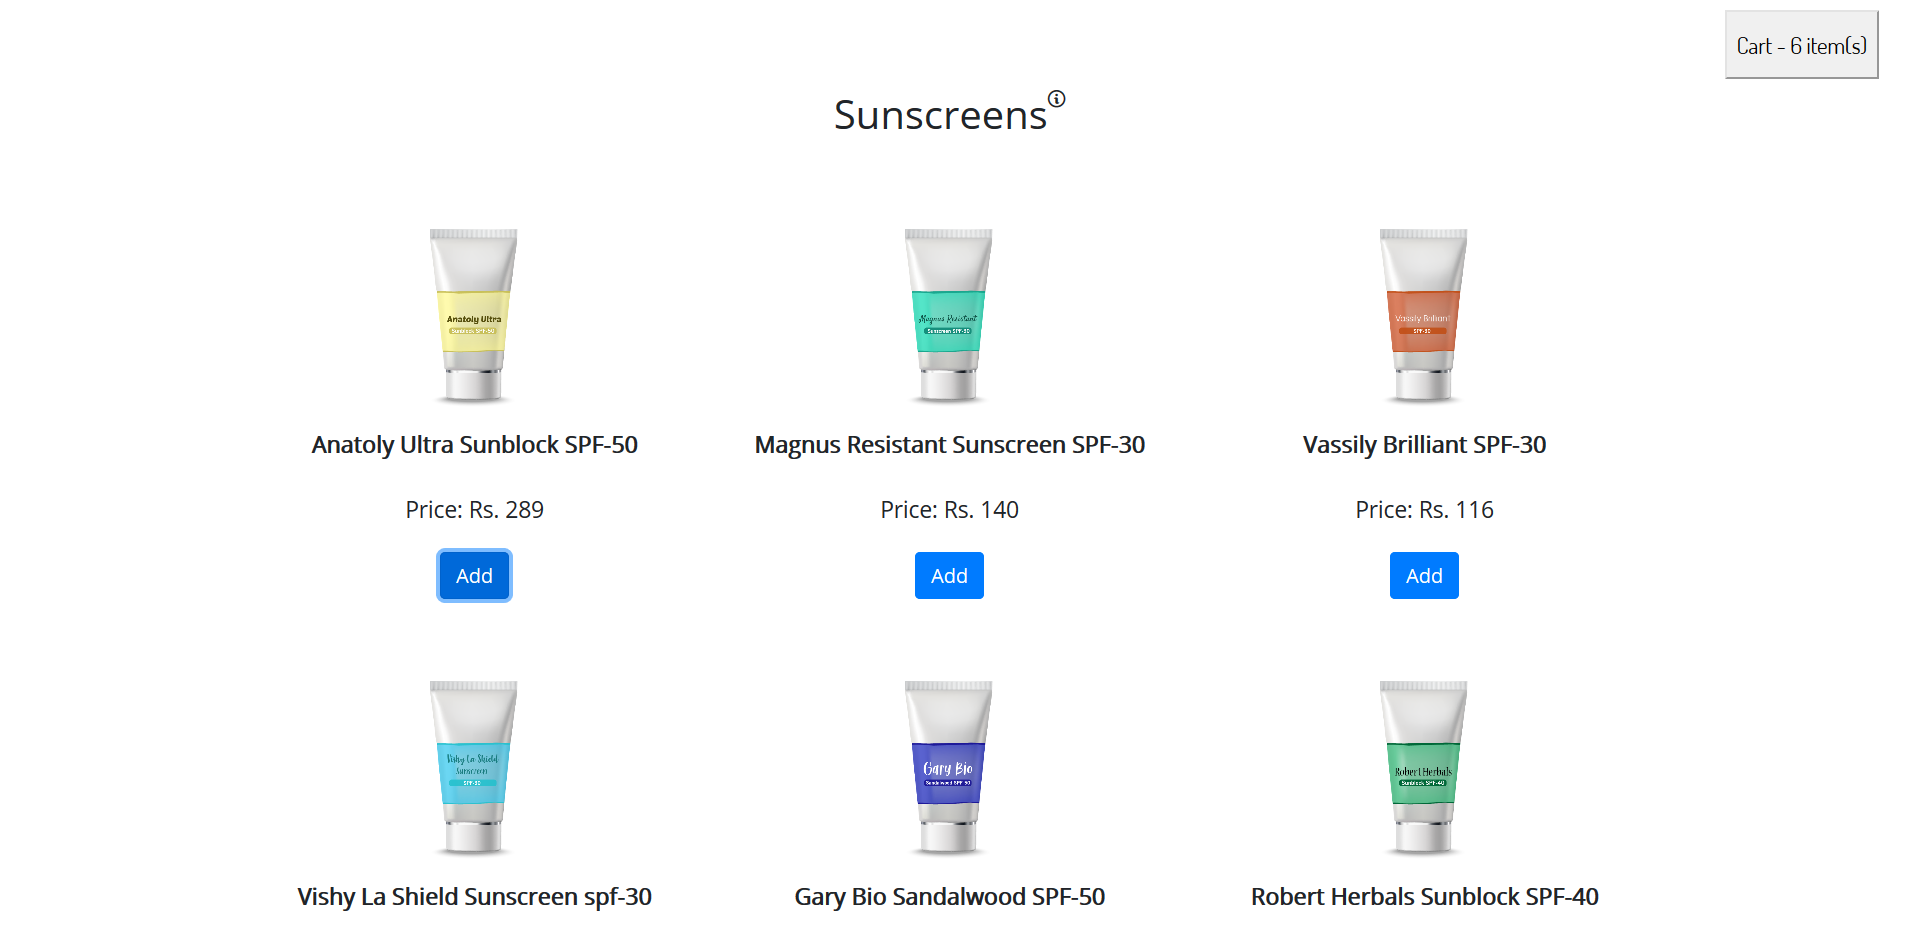 Cart - 6 item(s)
Sunscreens
Anatoly Ultra
Sunblock SPF-50
Magnus Resistant
Sunscreen SPF-30
Vassily Brilliant
SPF-30
Anatoly Ultra Sunblock SPF-50
Magnus Resistant Sunscreen SPF-30
Vassily Brilliant SPF-30
Price: Rs. 289
Price: Rs. 140
Price: Rs. 116
Add
Add
Add
Vishy La Shield
Sunscreen
SPF-30
Gary Bio
Sandalwood SPF-50
Robert Herbals
Sunblock SPF-40
Vishy La Shield Sunscreen spf-30
Gary Bio Sandalwood SPF-50
Robert Herbals Sunblock SPF-40